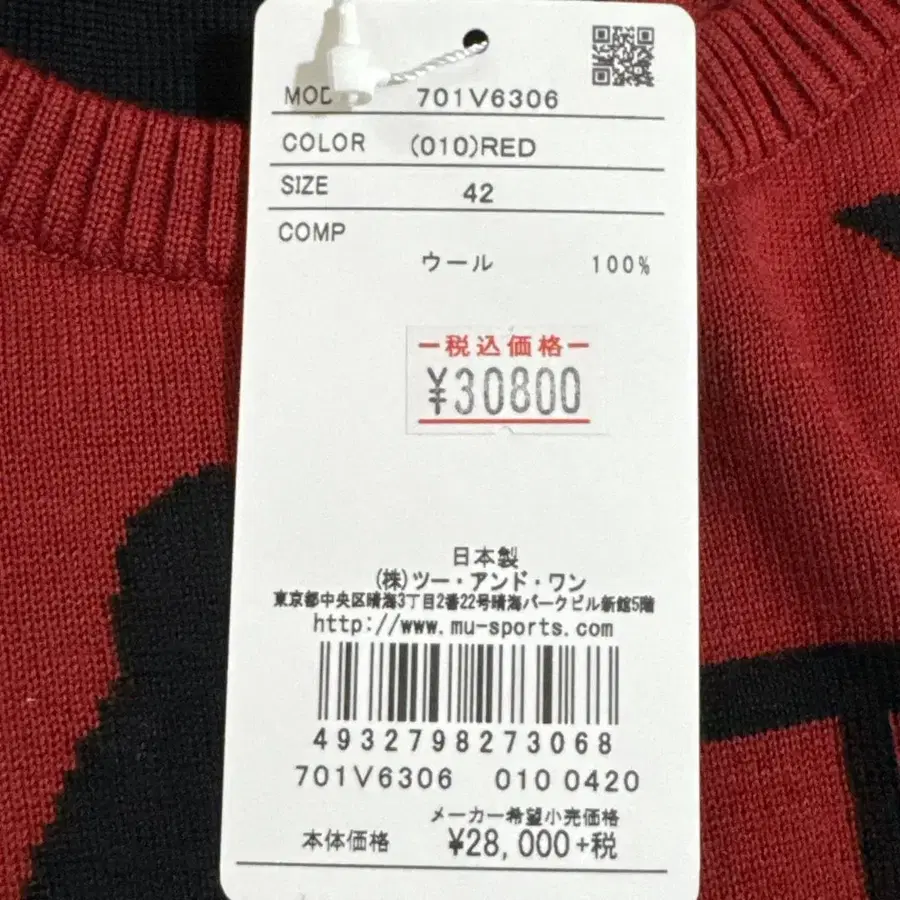 MOD 701V6306
COLOR (010)RED
SIZE 42
COMP
ウール 100%
ー税込価格ー
¥30800
日本製
(株)ツー・アンド・ワン
東京都中央区晴海3丁目2番22号晴海パークビル新館5階
http://www.mu-sports.com
4932798273068
701V6306 010 0420
メーカー希望小売価格
本体価格 ¥28,000+税